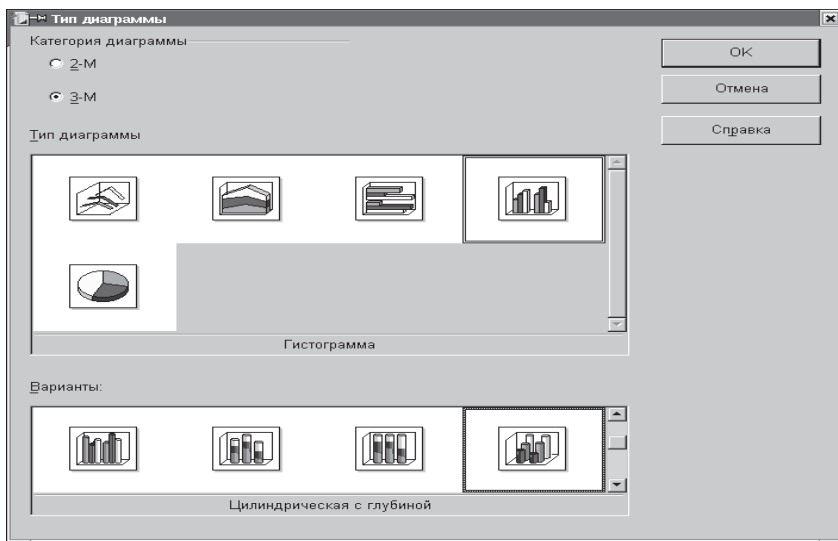 Тип диаграммы
Категория диаграммы
2-М
3-М
OK
Отмена
Справка
Тип диаграммы
Гистограмма
Варианты:
Цилиндрическая с глубиной